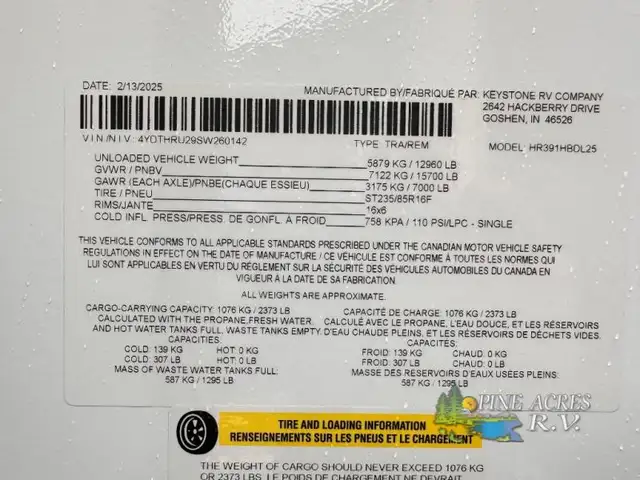 DATE: 2/13/2025
MANUFACTURED BY/FABRIQUÉ PAR: KEYSTONE RV COMPANY
2642 HACKBERRY DRIVE
GOSHEN, IN 46526
V I N /N I V . 4YDTHRU29SW260142 TYPE TRA/REM MODEL: HR391HBDL25
UNLOADED VEHICLE WEIGHT 5879 KG / 12960 LB
GVWR / PNBV 7122 KG / 15700 LB
GAWR (EACH AXLE)/PNBE(CHAQUE ESSIEU) 3175 KG / 7000 LB
TIRE / PNEU ST235/85R16F
RIMS/JANTE 16x6
COLD INFL. PRESS/PRESS. DE GONFL À FROID 758 KPA / 110 PSI/LPC - SINGLE
THIS VEHICLE CONFORMS TO ALL APPLICABLE STANDARDS PRESCRIBED UNDER THE CANADIAN MOTOR VEHICLE SAFETY
REGULATIONS IN EFFECT ON THE DATE OF MANUFACTURE / CE VÉHICULE EST CONFORME À TOUTES LES NORMES QUI
LUI SONT APPLICABLES EN VERTU DU RÉGLEMENT SUR LA SÉCURITÉ DES VÉHICULES AUTOMOBILES DU CANADA EN
VIGUEUR A LA DATE DE SA FABRICATION
ALL WEIGHTS ARE APPROXIMATE.
CARGO-CARRYING CAPACITY: 1076 KG / 2373 LB
CALCULATED WITH THE PROPANE,FRESH WATER,
AND HOT WATER TANKS FULL, WASTE TANKS EMPTY.
CAPACITIES:
COLD: 139 KG HOT: 0 KG
COLD: 307 LB HOT: 0 LB
MASS OF WASTE WATER TANKS FULL:
587 KG / 1295 LB
CAPACITÉ DE CHARGE: 1076 KG / 2373 LB
CALCULÉ AVEC LE PROPANE, L'EAU DOUCE, ET LES RÉSERVOIRS
D'EAU CHAUDE PLEINS, ET LES RÉSERVOIRS DE DÉCHETS VIDES.
CAPACITIES:
FROID: 139 KG CHAUD: 0 KG
FROID: 307 LB CHAUD: 0 LB
MASS DES RÉSERVOIRS D'EAUX USÉES PLEINS:
587 KG / 1295 LB
TIRE AND LOADING INFORMATION
RENSEIGNEMENTS SUR LES PNEUS ET LE CHARGEMENT
PINE ACRES
R.V.
THE WEIGHT OF CARGO SHOULD NEVER EXCEED 1076 KG
OR 2373 LBS. LE POIDS DE CHARGEMENT NE DEVRAIT